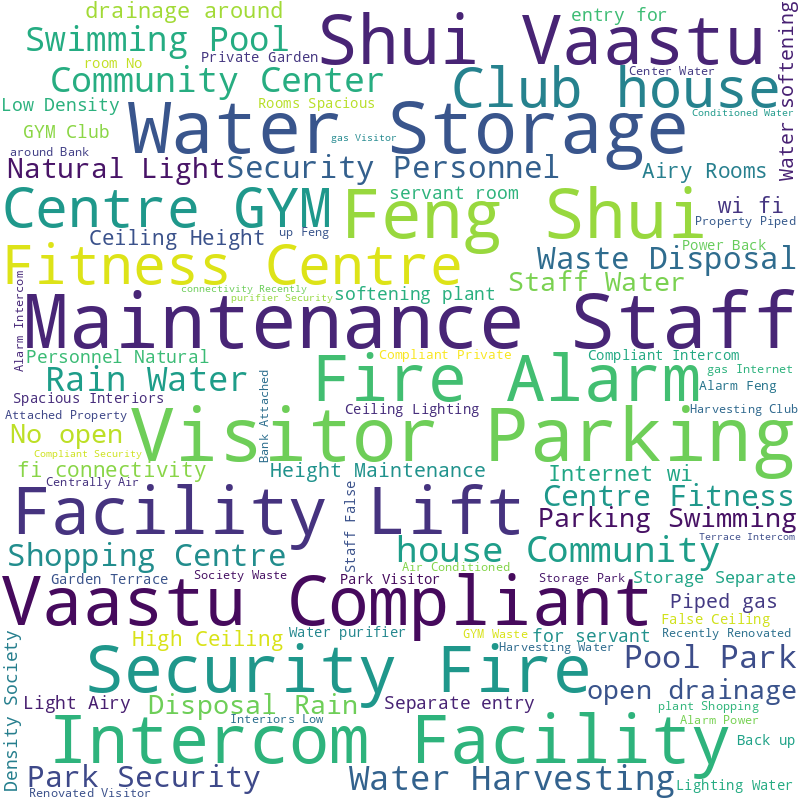 drainage around
entry for
Water softening
Swimming Pool
Shui Vaastu
Private Garden
room No
Community Center
Center Water
Club house
Low Density
Rooms Spacious
Conditioned Water
GYM Club
Water Storage
gas Visitor
around Bank
Natural Light
Security Personnel
Airy Rooms
Centre GYM
servant room
Feng Shui
wi fi
Property Piped
Ceiling Height
up Feng
Power Back
Fitness Centre
Waste Disposal
Staff Water
connectivity Recently
purifier Security
softening plant
Alarm Intercom
Maintenance Staff
Personnel Natural
Compliant Private
Compliant Intercom
Rain Water
Fire Alarm
gas Internet
Alarm Feng
Spacious Interiors
Attached Property
Ceiling Lighting
Harvesting Club
Bank Attached
Visitor Parking
No open
Compliant Security
fi connectivity
Height Maintenance
Internet wi
Centrally Air
Staff False
Facility Lift
Centre Fitness
Parking Swimming
Terrace Intercom
Shopping Centre
house Community
Air Conditioned
Garden Terrace
Society Waste
Park Visitor
Storage Park
Storage Separate
Vaastu Compliant
Piped gas
False Ceiling
High Ceiling
Water purifier
GYM Waste
for servant
Recently Renovated
Harvesting Water
Density Society
Security Fire
Pool Park
open drainage
Light Airy
Disposal Rain
Separate entry
plant Shopping
Interiors Low
Alarm Power
Intercom Facility
Back up
Park Security
Water Harvesting
Lighting Water
Renovated Visitor